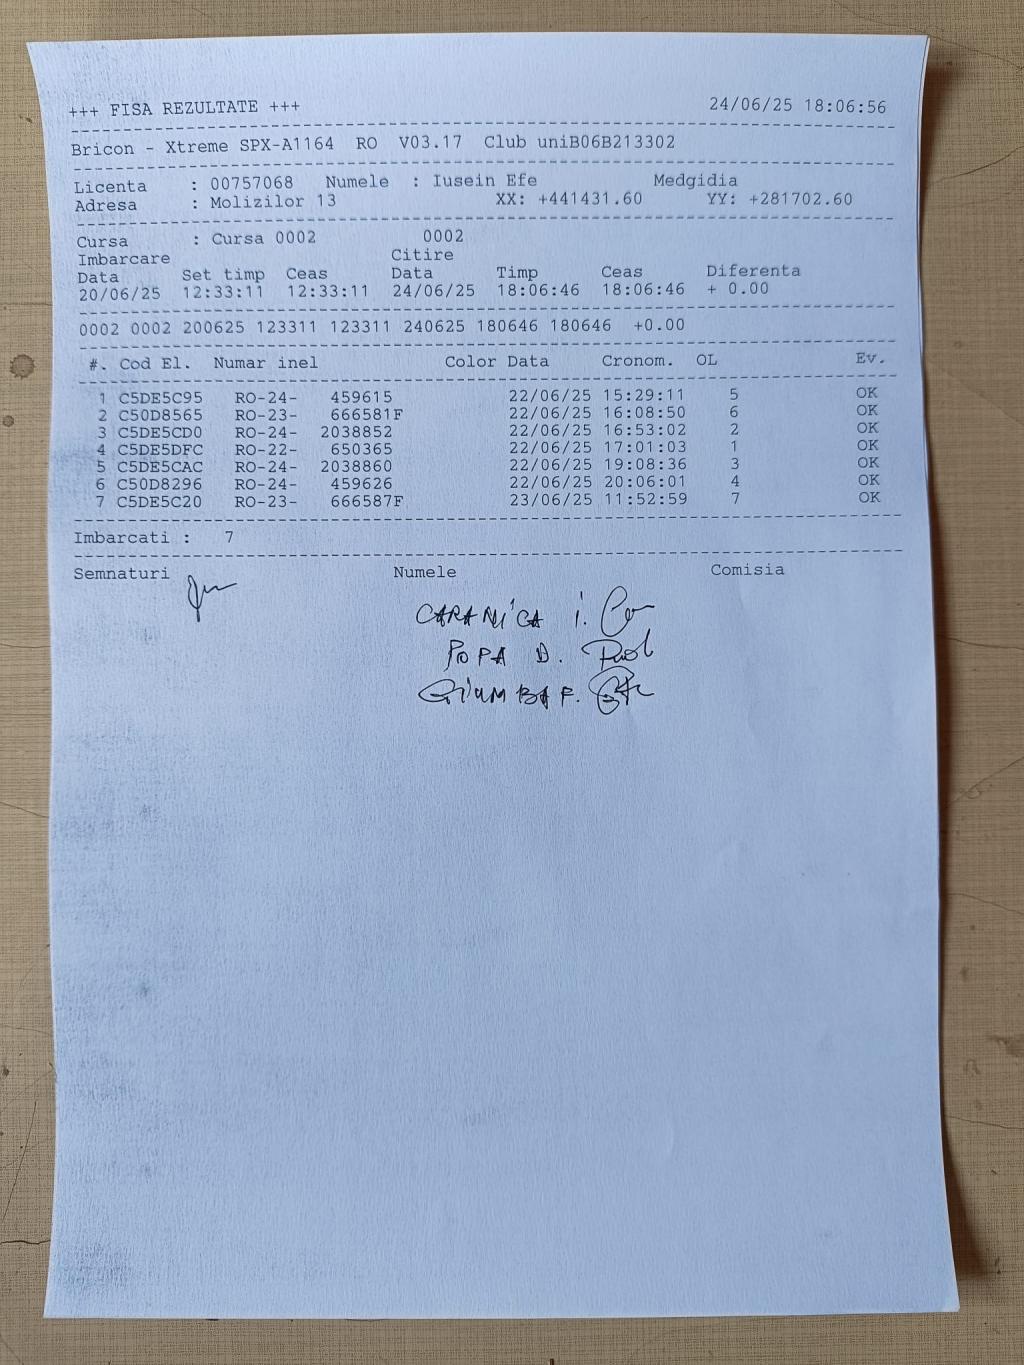 +++ FISA REZULTATE +++ 24/06/25 18:06:56
Bricon - Xtreme SPX-A1164 RO V03.17 Club uniB06B213302
Licenta : 00757068 Numele : Iusein Efe Medgidia
Adresa : Molizilor 13 XX: +441431.60 YY: +281702.60
Cursa : Cursa 0002 0002
Imbarcare Citire
Data Set timp Ceas Data Timp Ceas Diferenta
20/06/25 12:33:11 12:33:11 24/06/25 18:06:46 18:06:46 + 0.00
0002 0002 200625 123311 123311 240625 180646 180646 +0.00
#. Cod El. Numar inel Color Data Cronom. OL Ev.
1 C5DE5C95 RO-24- 459615 22/06/25 15:29:11 5 OK
2 C50D8565 RO-23- 666581F 22/06/25 16:08:50 6 OK
3 C5DE5CD0 RO-24- 2038852 22/06/25 16:53:02 2 OK
4 C5DE5DFC RO-22- 650365 22/06/25 17:01:03 1 OK
5 C5DE5CAC RO-24- 2038860 22/06/25 19:08:36 3 OK
6 C50D8296 RO-24- 459626 22/06/25 20:06:01 4 OK
7 C5DE5C20 RO-23- 666587F 23/06/25 11:52:59 7 OK
Imbarcati : 7
Semnaturi Numele Comisia
CARANICA i.
POPA D.
GIUMBA F.